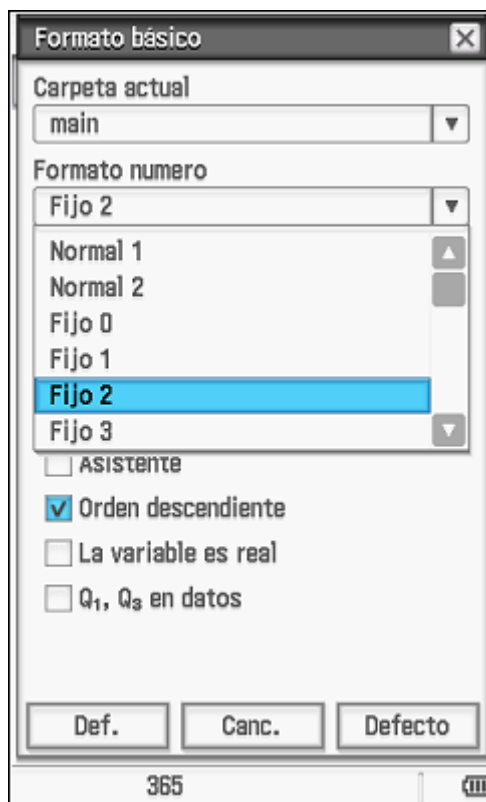 Formato básico
Carpeta actual
main
Formato numero
Fijo 2
Normal 1
Normal 2
Fijo 0
Fijo 1
Fijo 2
Fijo 3
Asistente
Orden descendiente
La variable es real
Q₁, Q₃ en datos
Def. Canc. Defecto
365